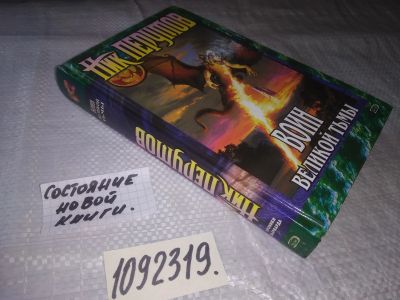 НИК ПЕРУМОВ
ВОИН
ВЕЛИКОЙ ТЬМЫ
НИК ПЕРУМОВ
СОСТОЯНИЕ
НОВОЙ
КНИГИ.
1092319.